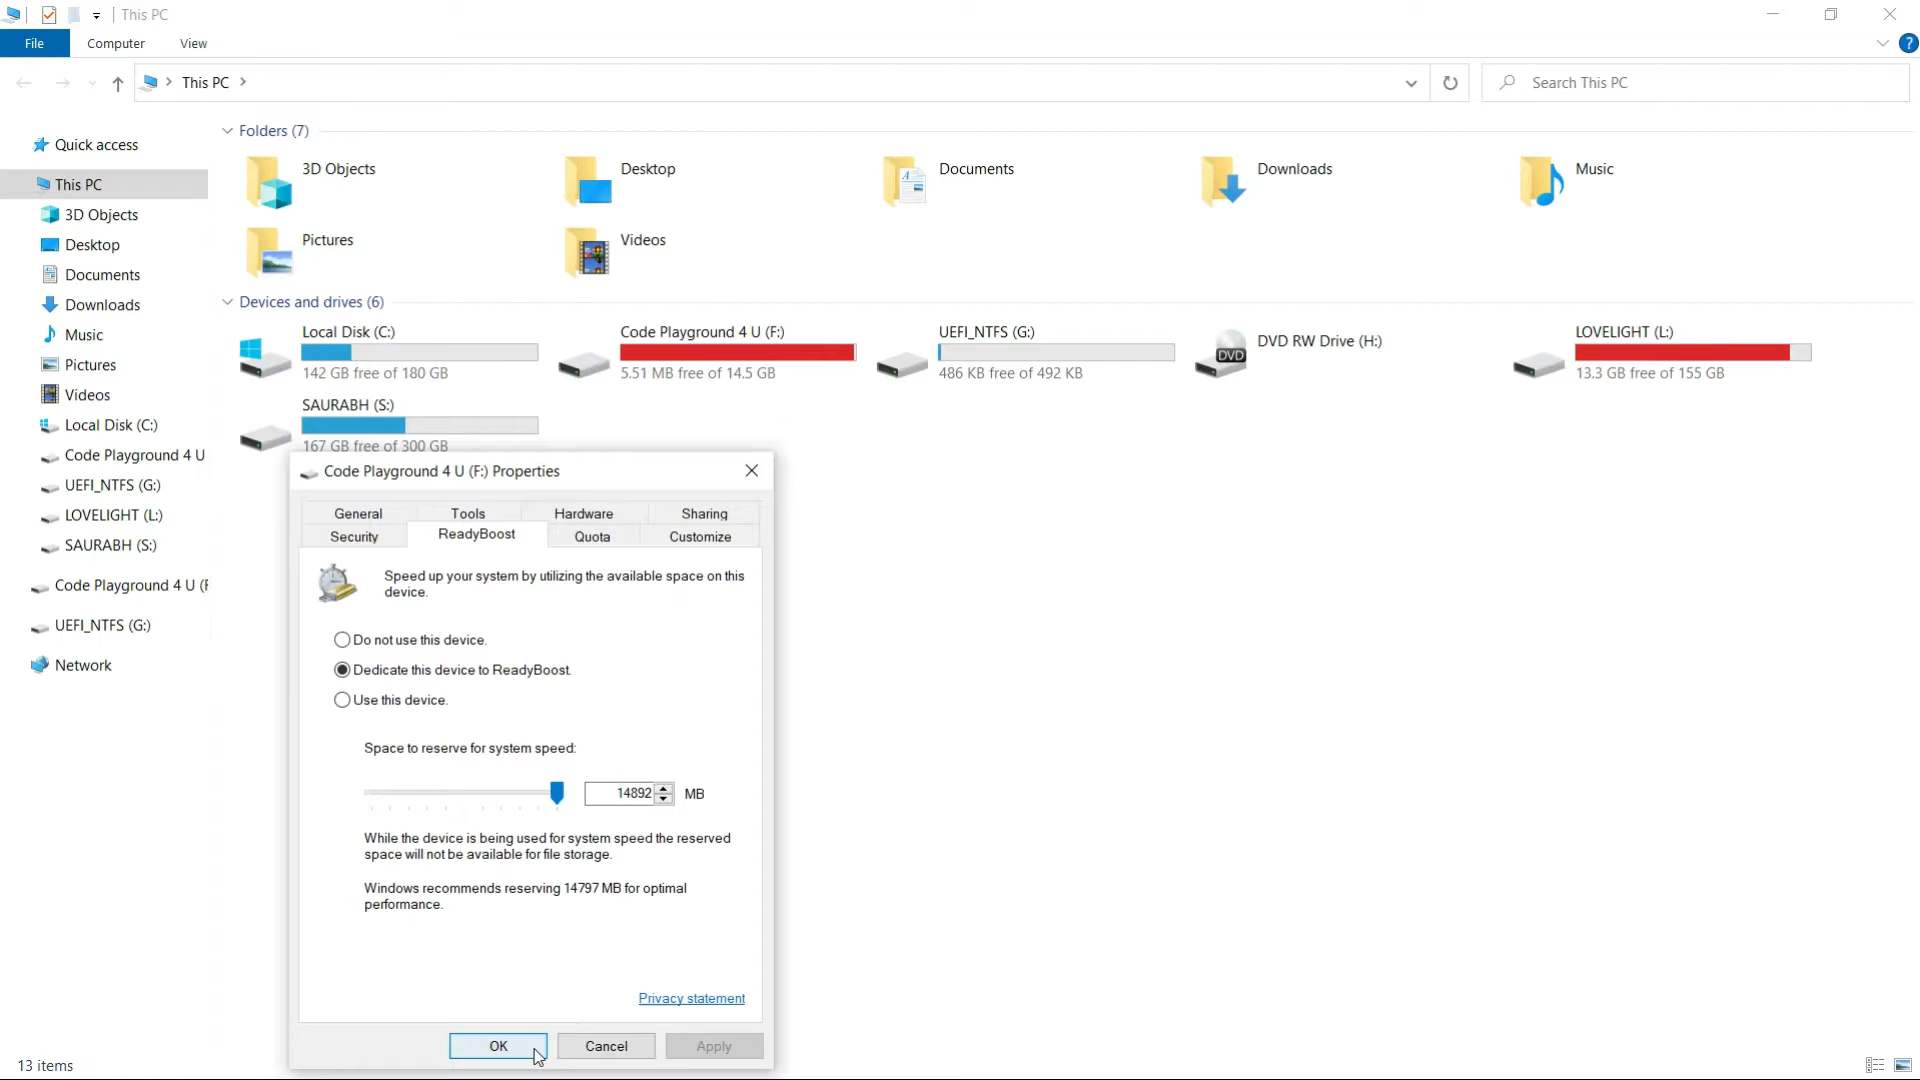 This PC
File
Computer
View
This PC
Search This PC
Quick access
This PC
3D Objects
Desktop
Documents
Downloads
Music
Pictures
Videos
Local Disk (C:)
Code Playground 4 U
UEFI_NTFS (G:)
LOVELIGHT (L:)
SAURABH (S:)
Code Playground 4 U (F
UEFI_NTFS (G:)
Network
Folders (7)
3D Objects
Desktop
Documents
Downloads
Music
Pictures
Videos
Devices and drives (6)
Local Disk (C:)
142 GB free of 180 GB
Code Playground 4 U (F:)
5.51 MB free of 14.5 GB
UEFI_NTFS (G:)
486 KB free of 492 KB
DVD
DVD RW Drive (H:)
LOVELIGHT (L:)
13.3 GB free of 155 GB
SAURABH (S:)
167 GB free of 300 GB
Code Playground 4 U (F:) Properties
General
Tools
Hardware
Sharing
Security
ReadyBoost
Quota
Customize
Speed up your system by utilizing the available space on this
device.
Do not use this device.
Dedicate this device to ReadyBoost.
Use this device.
Space to reserve for system speed:
14892
MB
While the device is being used for system speed the reserved
space will not be available for file storage.
Windows recommends reserving 14797 MB for optimal
performance.
Privacy statement
OK
Cancel
Apply
13 items